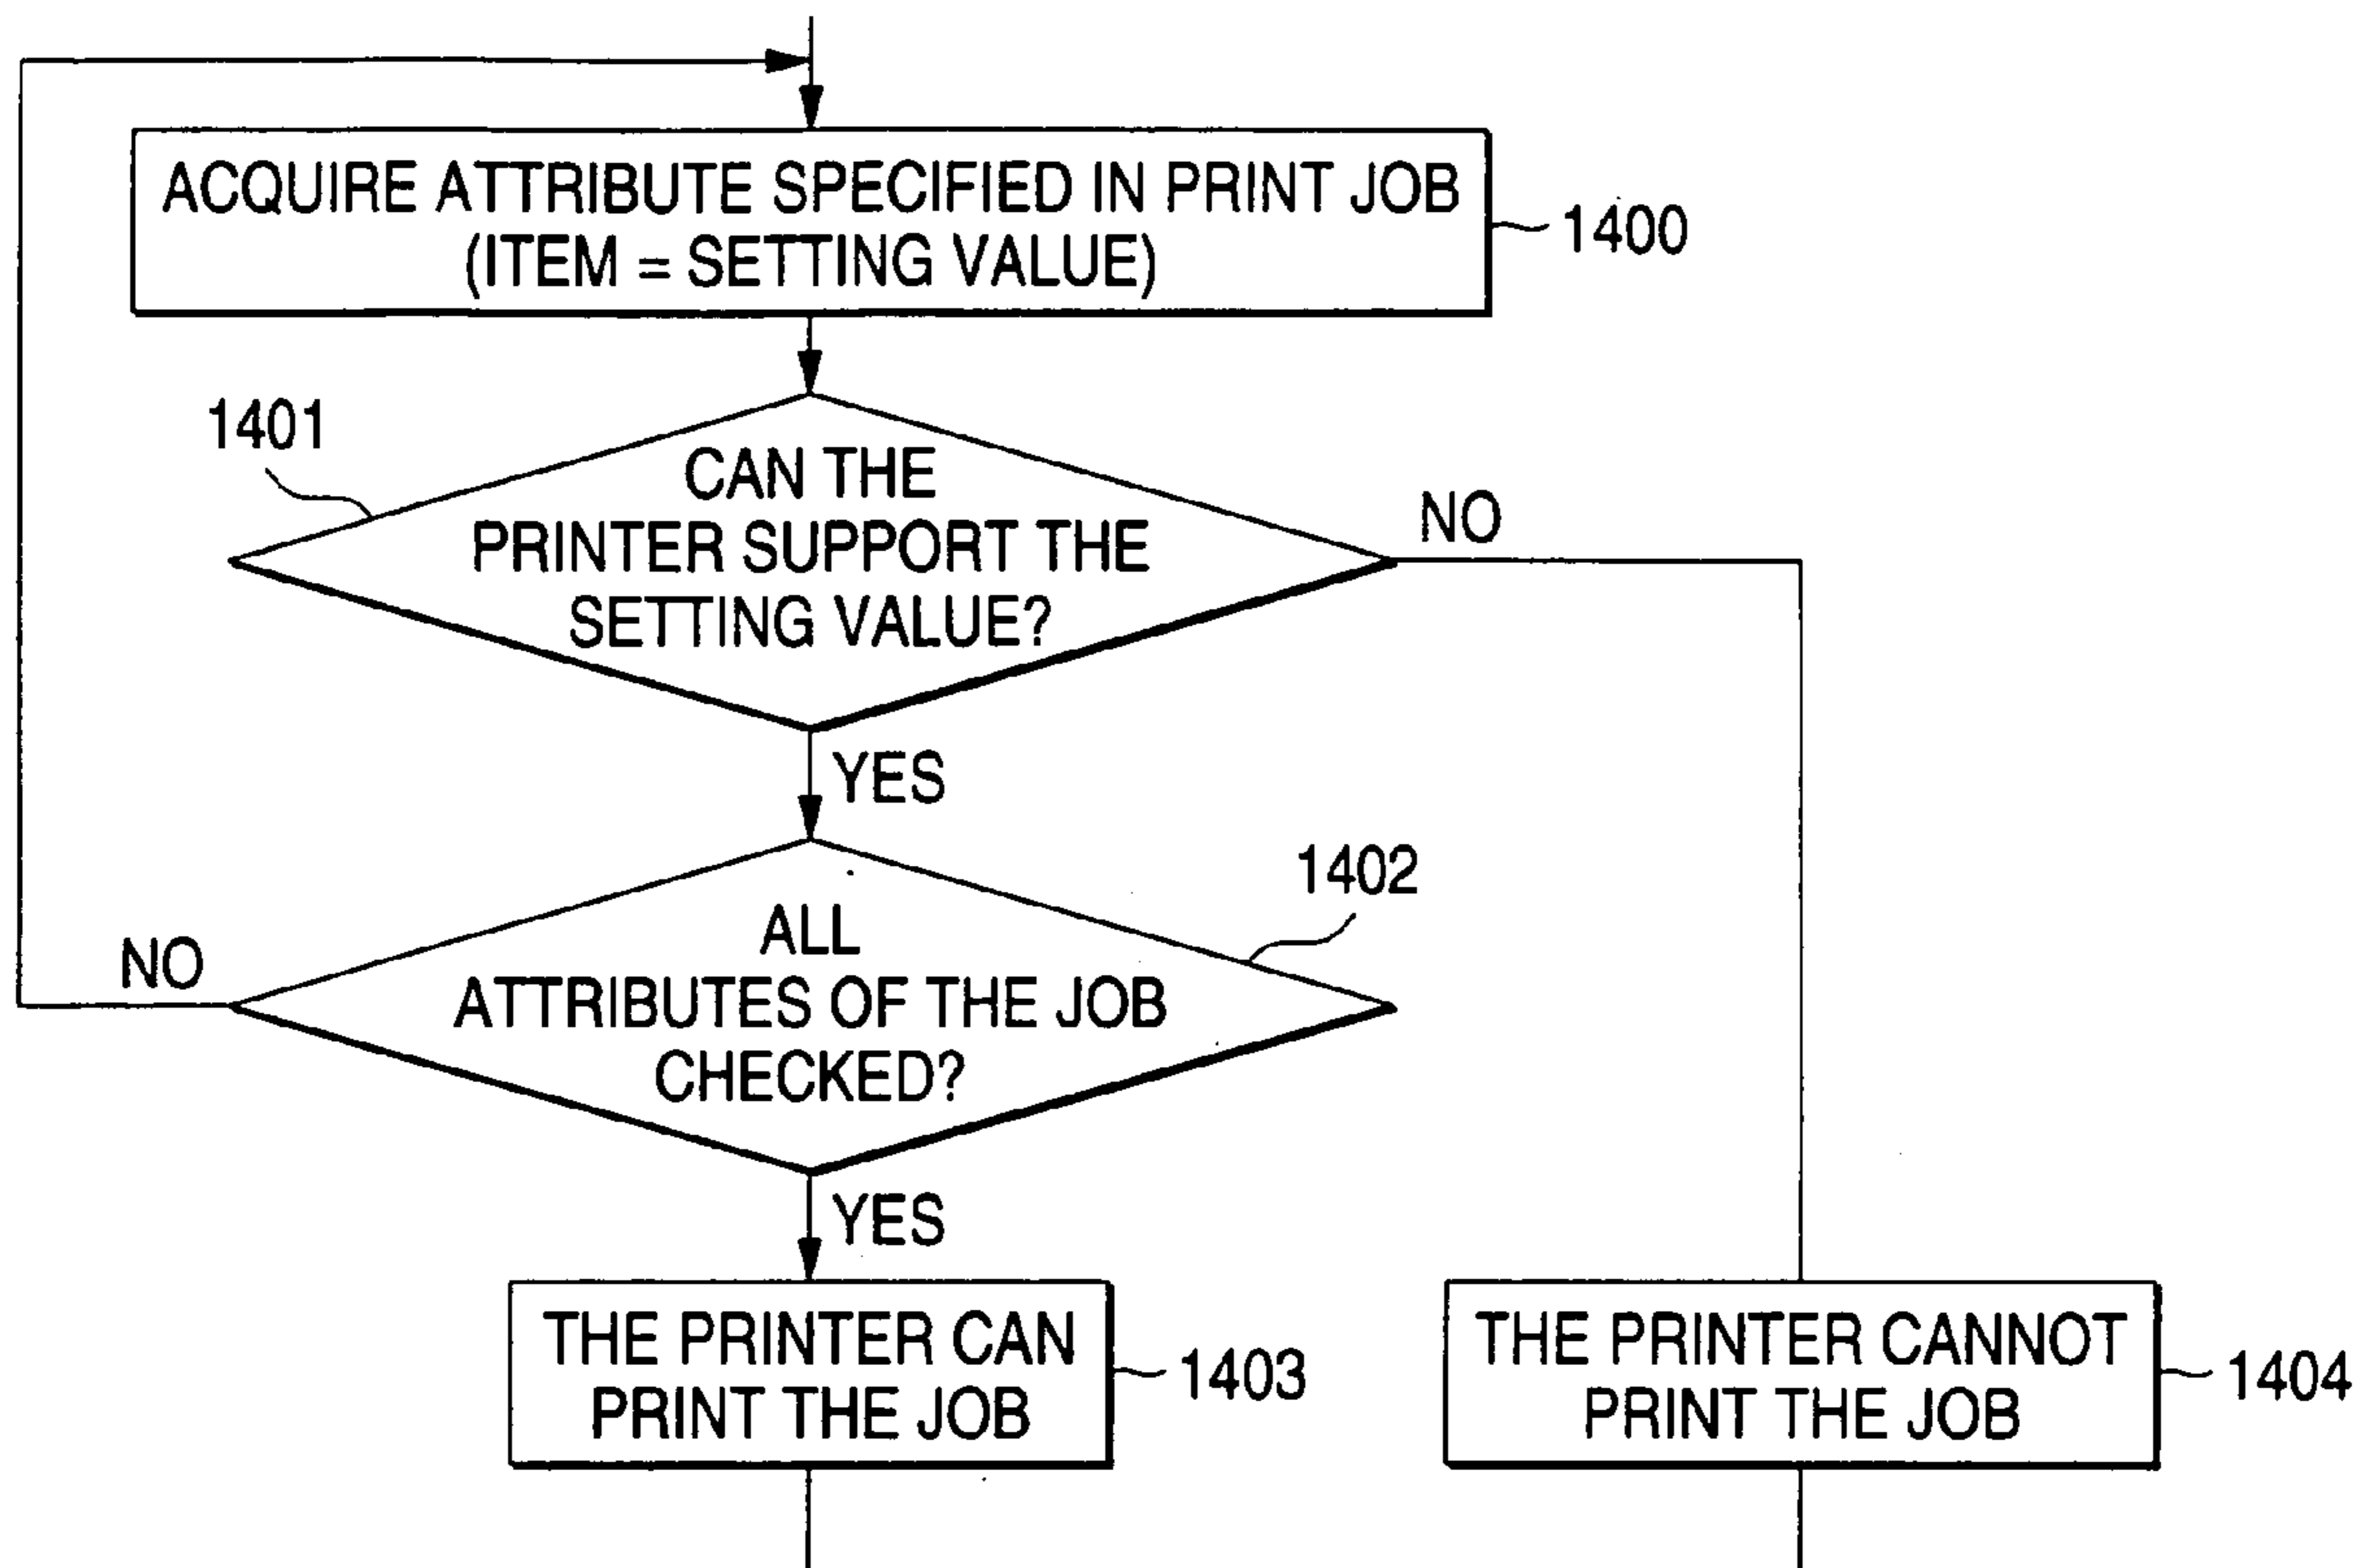 ACQUIRE ATTRIBUTE SPECIFIED IN PRINT JOB
(ITEM = SETTING VALUE)
1400
1401
CAN THE
PRINTER SUPPORT THE
SETTING VALUE?
NO
YES
1402
ALL
ATTRIBUTES OF THE JOB
CHECKED?
NO
YES
THE PRINTER CAN
PRINT THE JOB
1403
THE PRINTER CANNOT
PRINT THE JOB
1404